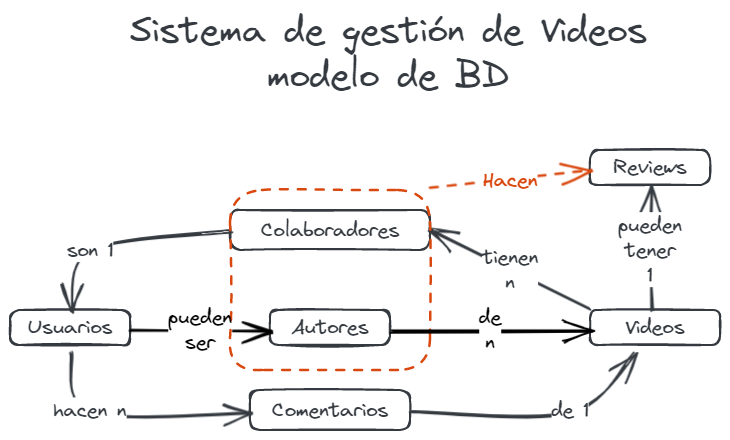 Sistema de gestión de Videos
modelo de BD
Reviews
Hacen
Colaboradores
pueden
tener
1
son 1
tienen
n
Usuarios
pueden
ser
Autores
de
n
Videos
hacen n
Comentarios
de 1